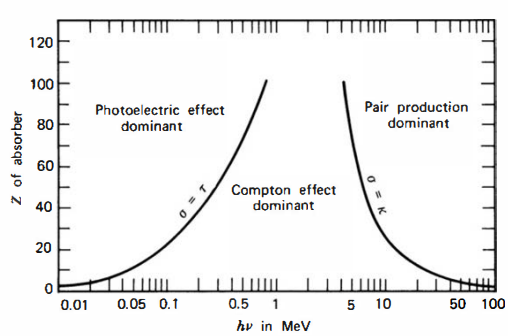 120
100
80
60
40
20
0
Z of absorber
Photoelectric effect
dominant
Pair production
dominant
Compton effect
dominant
σ = τ
σ = κ
0.01 0.05 0.1 0.5 1 5 10 50 100
hν in MeV